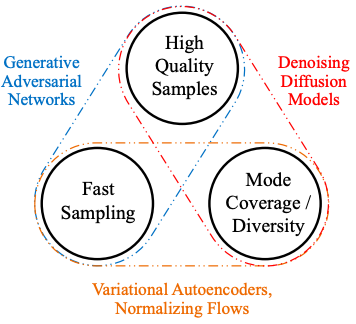 Generative
Adversarial
Networks
High
Quality
Samples
Denoising
Diffusion
Models
Fast
Sampling
Mode
Coverage /
Diversity
Variational Autoencoders,
Normalizing Flows